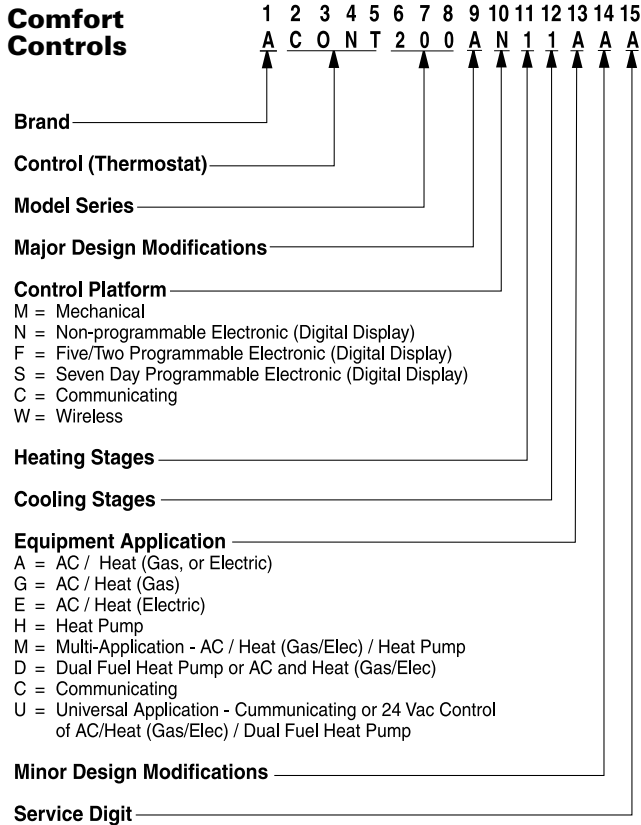 Comfort
Controls
1 2 3 4 5 6 7 8 9 10 11 12 13 14 15
A C O N T 2 0 0 A N 1 1 A A A
Brand
Control (Thermostat)
Model Series
Major Design Modifications
Control Platform
M = Mechanical
N = Non-programmable Electronic (Digital Display)
F = Five/Two Programmable Electronic (Digital Display)
S = Seven Day Programmable Electronic (Digital Display)
C = Communicating
W = Wireless
Heating Stages
Cooling Stages
Equipment Application
A = AC / Heat (Gas, or Electric)
G = AC / Heat (Gas)
E = AC / Heat (Electric)
H = Heat Pump
M = Multi-Application - AC / Heat (Gas/Elec) / Heat Pump
D = Dual Fuel Heat Pump or AC and Heat (Gas/Elec)
C = Communicating
U = Universal Application - Cummunicating or 24 Vac Control
of AC/Heat (Gas/Elec) / Dual Fuel Heat Pump
Minor Design Modifications
Service Digit